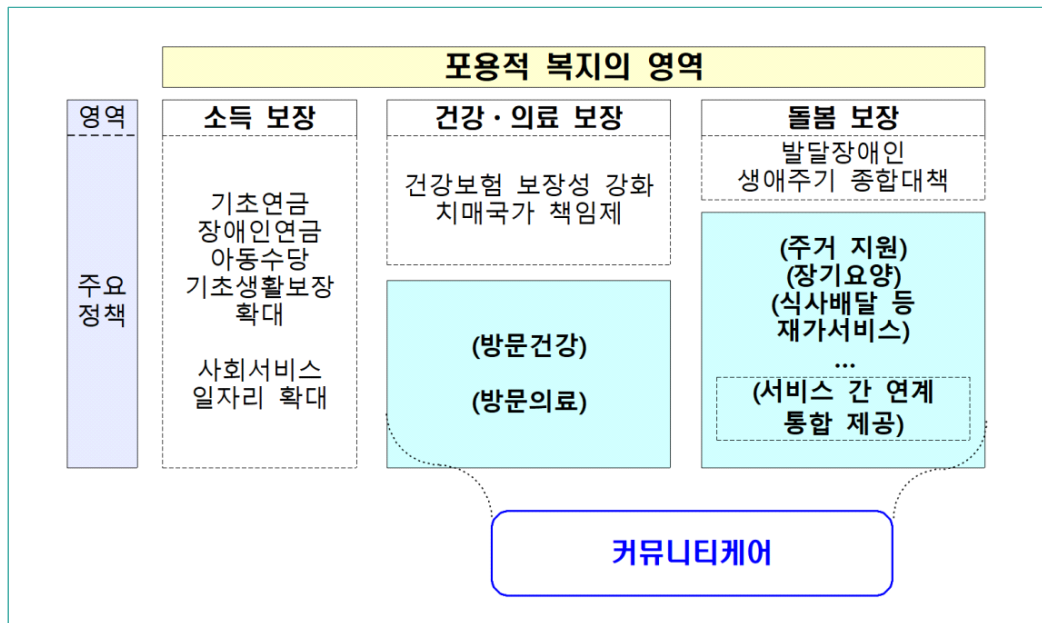 포용적 복지의 영역
영역
소득 보장
건강·의료 보장
돌봄 보장
주요
정책
기초연금
장애인연금
아동수당
기초생활보장
확대
사회서비스
일자리 확대
건강보험 보장성 강화
치매국가 책임제
(방문건강)
(방문의료)
발달장애인
생애주기 종합대책
(주거 지원)
(장기요양)
(식사배달 등
재가서비스)
...
(서비스 간 연계
통합 제공)
커뮤니티케어